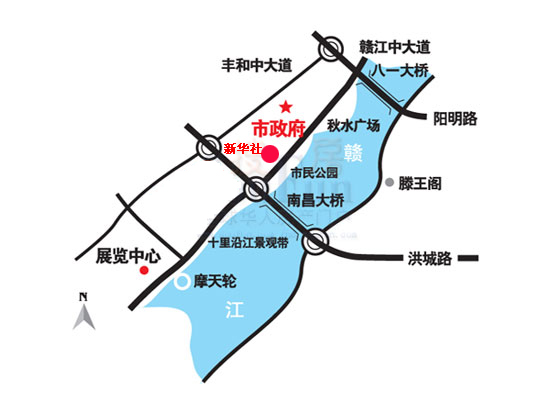 赣江中大道
丰和中大道
八一大桥
市政府
秋水广场
阳明路
新华社
赣
市民公园
滕王阁
南昌大桥
十里沿江景观带
展览中心
洪城路
摩天轮
江
N